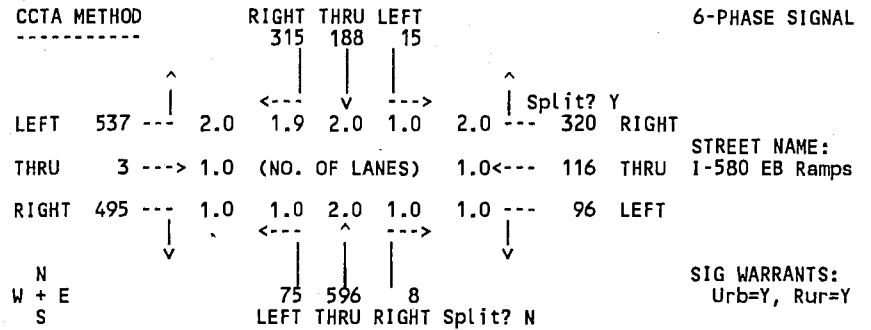 CCTA METHOD RIGHT THRU LEFT 6-PHASE SIGNAL
----------- 315 188 15
^ ^
<--- v ---> Split? Y
LEFT 537 --- 2.0 1.9 2.0 1.0 2.0 --- 320 RIGHT
STREET NAME:
THRU 3 ---> 1.0 (NO. OF LANES) 1.0<--- 116 THRU I-580 EB Ramps
RIGHT 495 --- 1.0 1.0 2.0 1.0 1.0 --- 96 LEFT
<--- ^ --->
v v
N SIG WARRANTS:
W + E 75 596 8 Urb=Y, Rur=Y
S LEFT THRU RIGHT Split? N